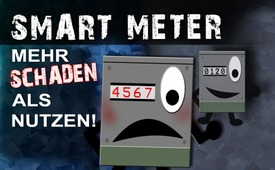 SMART METER
MEHR
SCHADEN
ALS
NUTZEN!
4567
0120